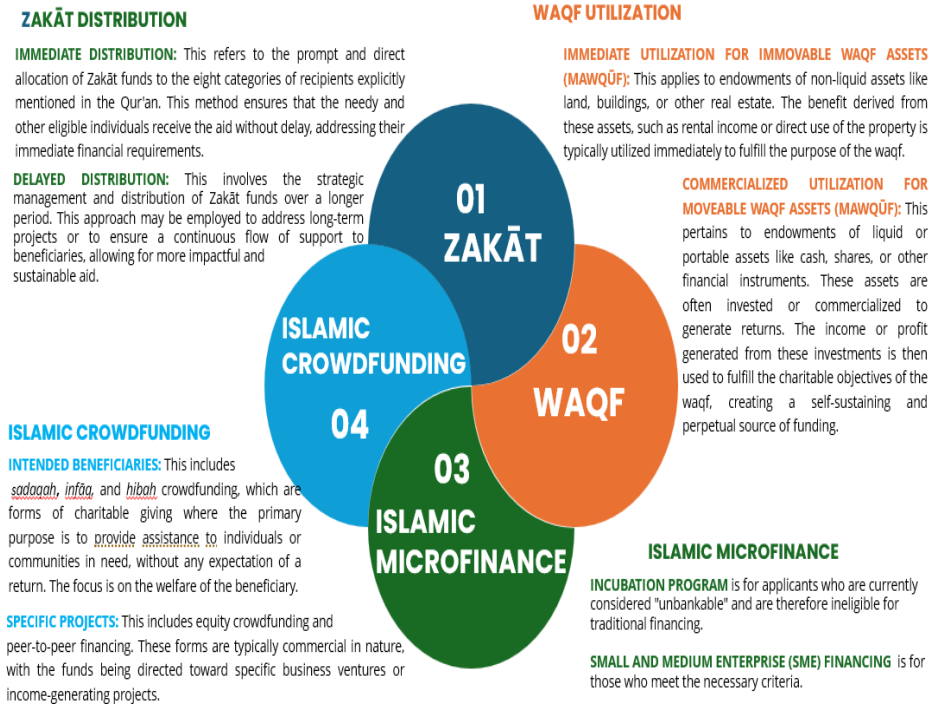 ZAKĀT DISTRIBUTION
IMMEDIATE DISTRIBUTION: This refers to the prompt and direct
allocation of Zakāt funds to the eight categories of recipients explicitly
mentioned in the Qur'an. This method ensures that the needy and
other eligible individuals receive the aid without delay, addressing their
immediate financial requirements.
DELAYED DISTRIBUTION: This involves the strategic
management and distribution of Zakāt funds over a longer
period. This approach may be employed to address long-term
projects or to ensure a continuous flow of support to
beneficiaries, allowing for more impactful and
sustainable aid.
WAQF UTILIZATION
IMMEDIATE UTILIZATION FOR IMMOVABLE WAQF ASSETS
(MAWQŪF): This applies to endowments of non-liquid assets like
land, buildings, or other real estate. The benefit derived from
these assets, such as rental income or direct use of the property is
typically utilized immediately to fulfill the purpose of the waqf.
COMMERCIALIZED UTILIZATION FOR
MOVEABLE WAQF ASSETS (MAWQŪF): This
pertains to endowments of liquid or
portable assets like cash, shares, or other
financial instruments. These assets are
often invested or commercialized to
generate returns. The income or profit
generated from these investments is then
used to fulfill the charitable objectives of the
waqf, creating a self-sustaining and
perpetual source of funding.
01
ZAKĀT
02
WAQF
03
ISLAMIC
MICROFINANCE
ISLAMIC
CROWDFUNDING
04
ISLAMIC CROWDFUNDING
INTENDED BENEFICIARIES: This includes
sadaqah, infāq, and hibah crowdfunding, which are
forms of charitable giving where the primary
purpose is to provide assistance to individuals or
communities in need, without any expectation of a
return. The focus is on the welfare of the beneficiary.
SPECIFIC PROJECTS: This includes equity crowdfunding and
peer-to-peer financing. These forms are typically commercial in nature,
with the funds being directed toward specific business ventures or
income-generating projects.
ISLAMIC MICROFINANCE
INCUBATION PROGRAM is for applicants who are currently
considered "unbankable" and are therefore ineligible for
traditional financing.
SMALL AND MEDIUM ENTERPRISE (SME) FINANCING is for
those who meet the necessary criteria.